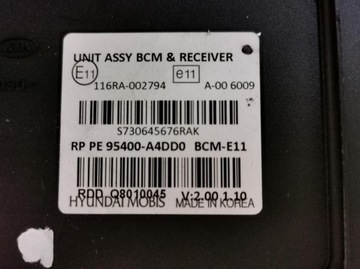 KIA
UNIT ASSY BCM & RECEIVER
E11 e11
116RA-002794 A-00 6009
S730645676RAK
RP PE 95400-A4DD0 BCM-E11
RDD Q8010045 V:2.00 1.10
HYUNDAI MOBIS MADE IN KOREA